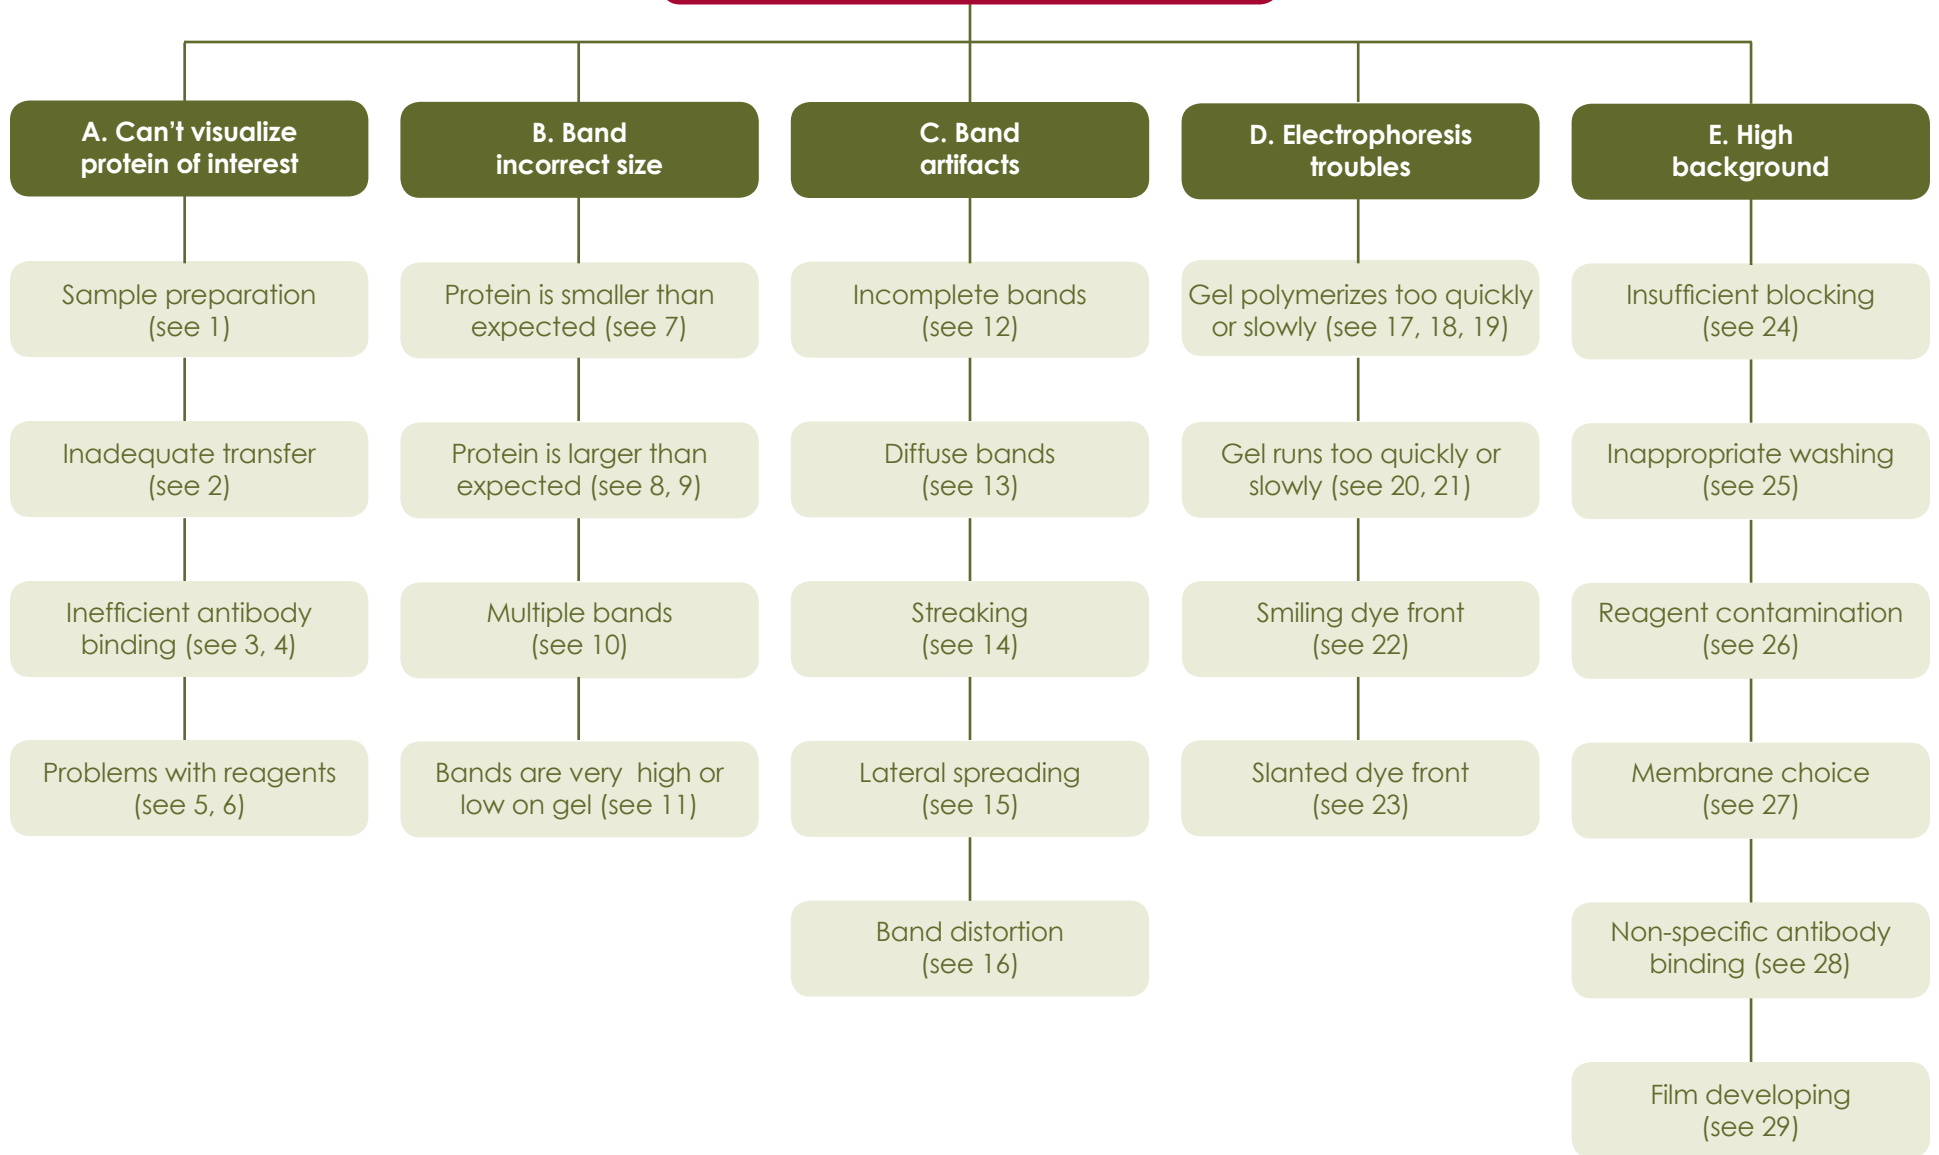 A. Can't visualize
protein of interest
Sample preparation
(see 1)
Inadequate transfer
(see 2)
Inefficient antibody
binding (see 3, 4)
Problems with reagents
(see 5, 6)
B. Band
incorrect size
Protein is smaller than
expected (see 7)
Protein is larger than
expected (see 8, 9)
Multiple bands
(see 10)
Bands are very  high or
low on gel (see 11)
C. Band
artifacts
Incomplete bands
(see 12)
Diffuse bands
(see 13)
Streaking
(see 14)
Lateral spreading
(see 15)
Band distortion
(see 16)
D. Electrophoresis
troubles
Gel polymerizes too quickly
or slowly (see 17, 18, 19)
Gel runs too quickly or
slowly (see 20, 21)
Smiling dye front
(see 22)
Slanted dye front
(see 23)
E. High
background
Insufficient blocking
(see 24)
Inappropriate washing
(see 25)
Reagent contamination
(see 26)
Membrane choice
(see 27)
Non-specific antibody
binding (see 28)
Film developing
(see 29)